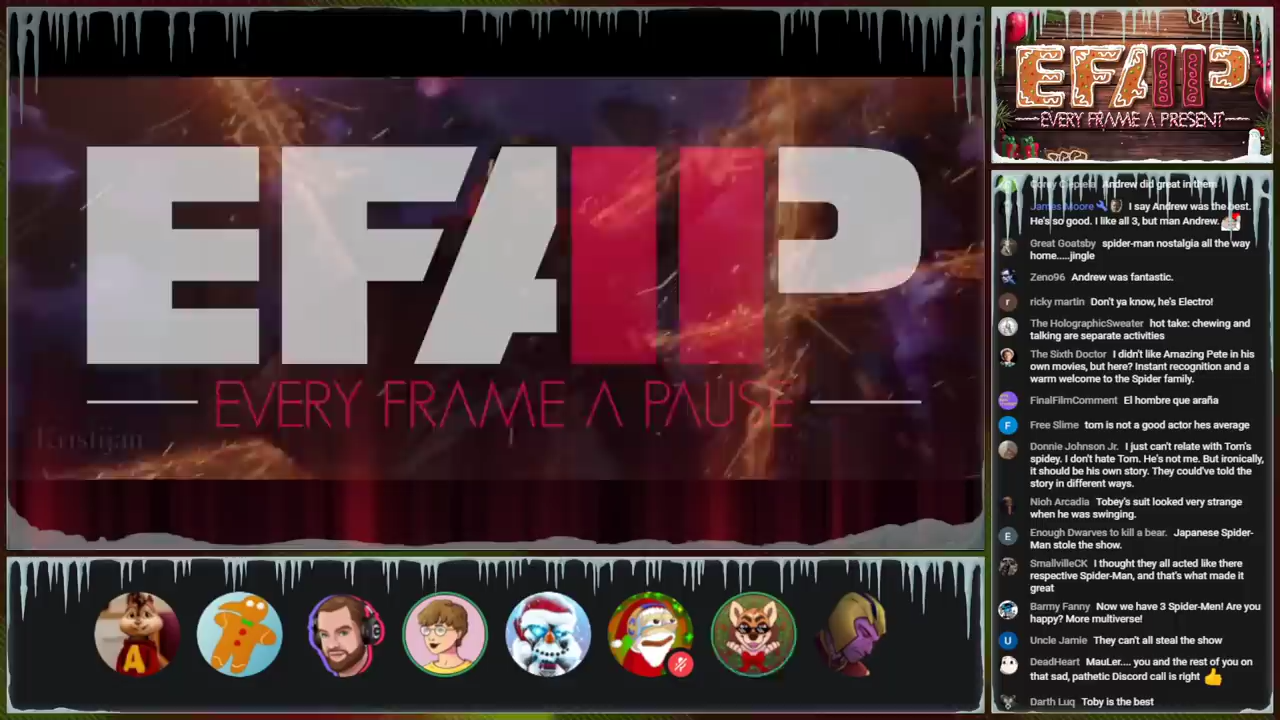 EFAIIP
EVERY FRAME A PAUSE
Kristijan
EFAIIP
EVERY FRAME A PRESENT
Andrew did great in them
James Moore I say Andrew was the best.
He's so good. I like all 3, but man Andrew.
Great Goatsby spider-man nostalgia all the way
home.....jingle
Zeno96 Andrew was fantastic.
ricky martin Don't ya know, he's Electro!
The HolographicSweater hot take: chewing and
talking are separate activities
The Sixth Doctor I didn't like Amazing Pete in his
own movies, but here? Instant recognition and a
warm welcome to the Spider family.
FinalFilmComment El hombre que araña
Free Slime tom is not a good actor hes average
Donnie Johnson Jr. I just can't relate with Tom's
spidey. I don't hate Tom. He's not me. But ironically,
it should be his own story. They could've told the
story in different ways.
Nioh Arcadia Tobey's suit looked very strange
when he was swinging.
Enough Dwarves to kill a bear. Japanese Spider-
Man stole the show.
SmallvilleCK I thought they all acted like there
respective Spider-Man, and that's what made it
great
Barmy Fanny Now we have 3 Spider-Men! Are you
happy? More multiverse!
Uncle Jamie They can't all steal the show
DeadHeart MauLer.... you and the rest of you on
that sad, pathetic Discord call is right 👍
Darth Luq Toby is the best